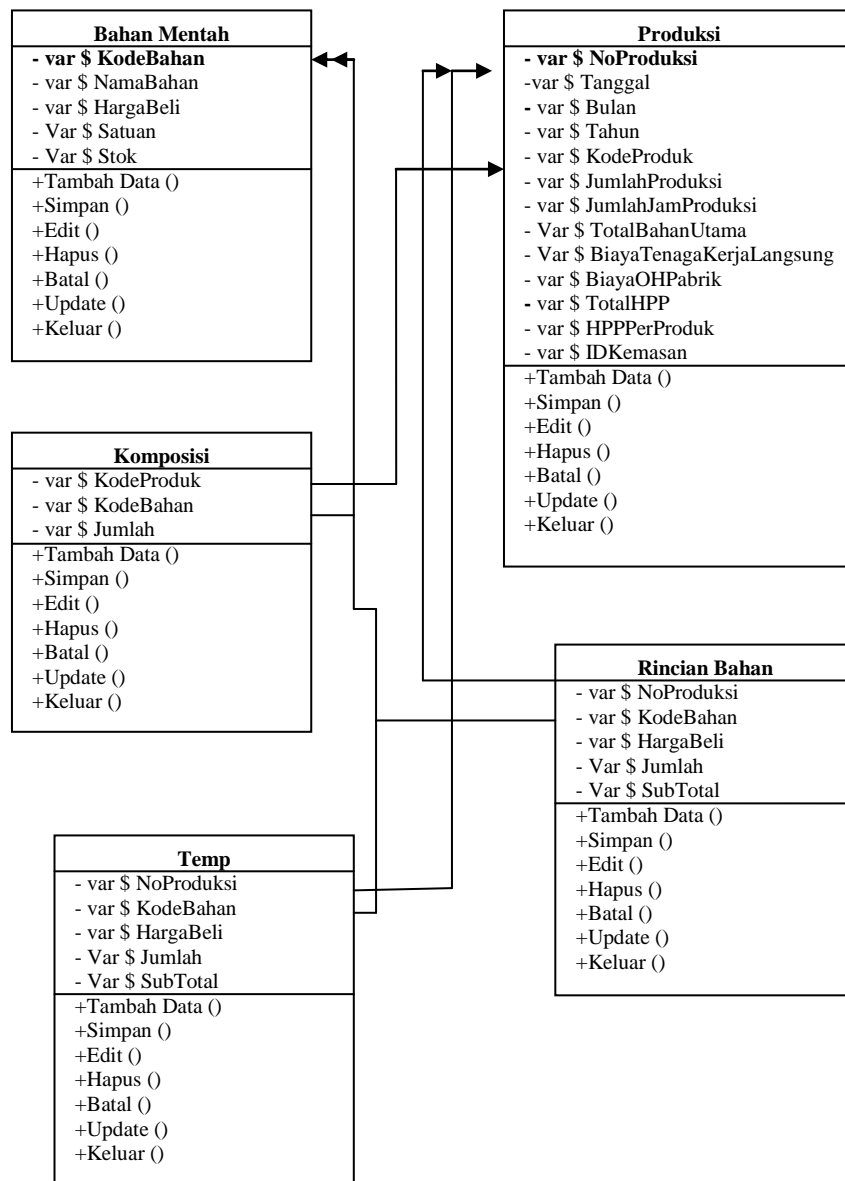 Bahan Mentah
- var $ KodeBahan
- var $ NamaBahan
- var $ HargaBeli
- Var $ Satuan
- Var $ Stok
+Tambah Data ()
+Simpan ()
+Edit ()
+Hapus ()
+Batal ()
+Update ()
+Keluar ()
Produksi
- var $ NoProduksi
-var $ Tanggal
- var $ Bulan
- var $ Tahun
- var $ KodeProduk
- var $ JumlahProduksi
- var $ JumlahJamProduksi
- Var $ TotalBahanUtama
- Var $ BiayaTenagaKerjaLangsung
- var $ BiayaOHPabrik
- var $ TotalHPP
- var $ HPPPerProduk
- var $ IDKemasan
+Tambah Data ()
+Simpan ()
+Edit ()
+Hapus ()
+Batal ()
+Update ()
+Keluar ()
Komposisi
- var $ KodeProduk
- var $ KodeBahan
- var $ Jumlah
+Tambah Data ()
+Simpan ()
+Edit ()
+Hapus ()
+Batal ()
+Update ()
+Keluar ()
Rincian Bahan
- var $ NoProduksi
- var $ KodeBahan
- var $ HargaBeli
- Var $ Jumlah
- Var $ SubTotal
+Tambah Data ()
+Simpan ()
+Edit ()
+Hapus ()
+Batal ()
+Update ()
+Keluar ()
Temp
- var $ NoProduksi
- var $ KodeBahan
- var $ HargaBeli
- Var $ Jumlah
- Var $ SubTotal
+Tambah Data ()
+Simpan ()
+Edit ()
+Hapus ()
+Batal ()
+Update ()
+Keluar ()